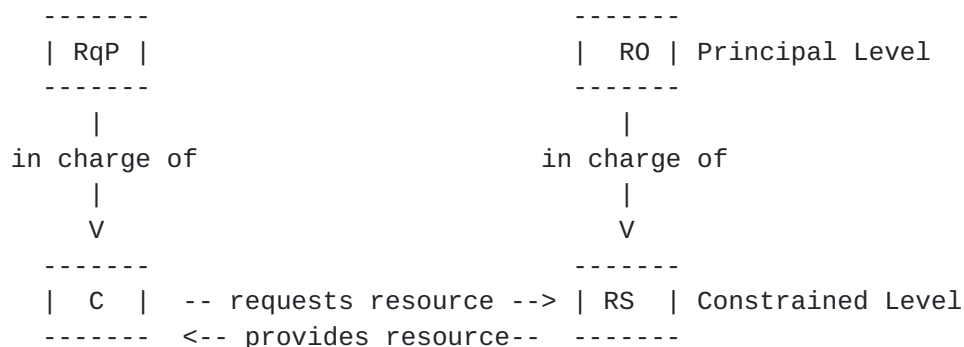 -------                            -------
| RqP |                            |  RO | Principal Level
-------                            -------
   |                                  |
in charge of                       in charge of
   |                                  |
   V                                  V
-------                            -------
|  C  |  -- requests resource --> | RS  | Constrained Level
-------  <-- provides resource--  -------